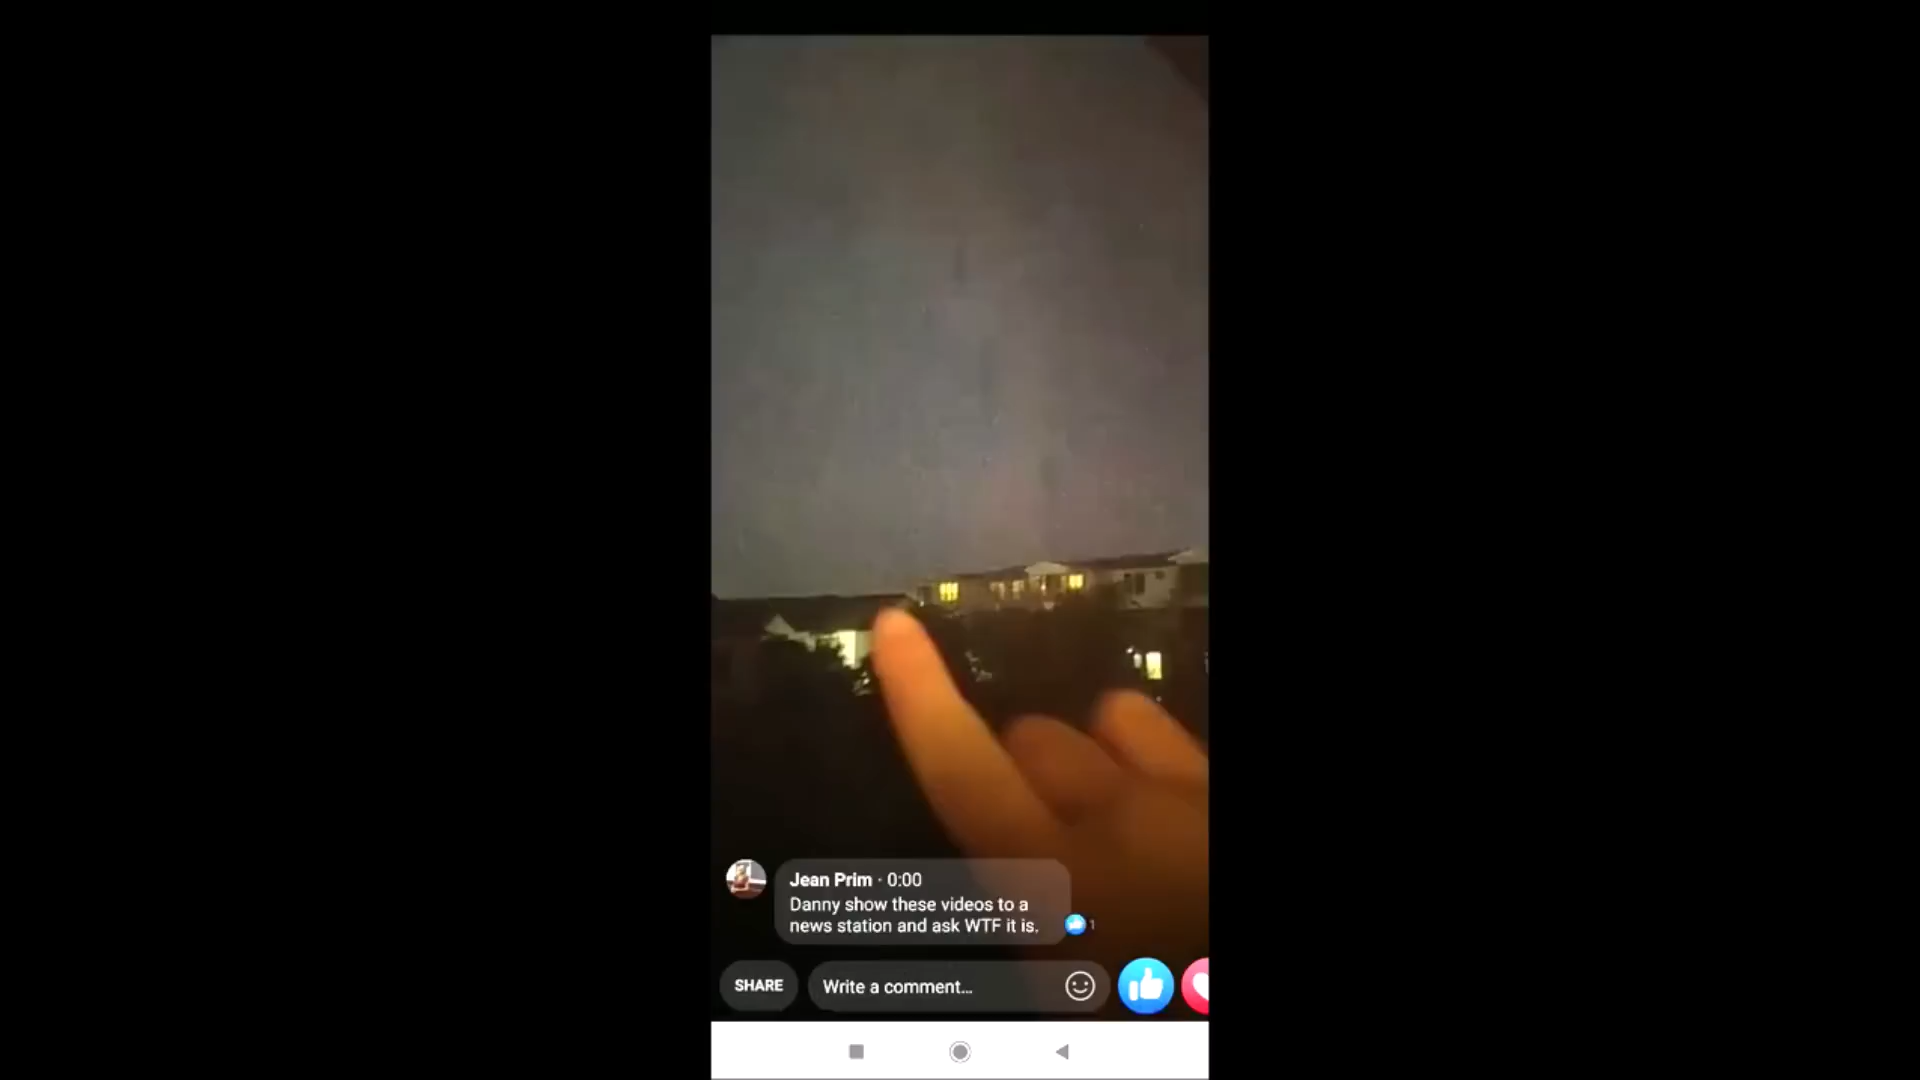 Jean Prim · 0:00
Danny show these videos to a
news station and ask WTF it is.
1
SHARE
Write a comment...